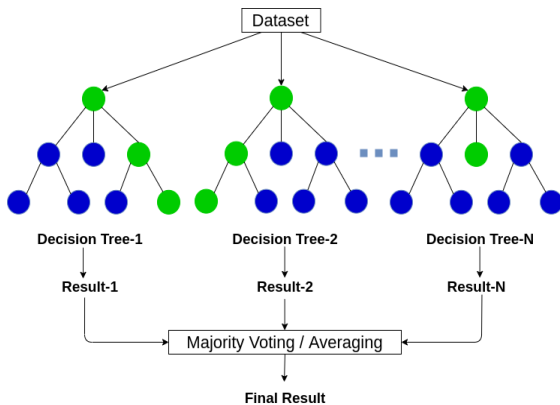 Dataset
Decision Tree-1
Decision Tree-2
Decision Tree-N
Result-1
Result-2
Result-N
Majority Voting / Averaging
Final Result